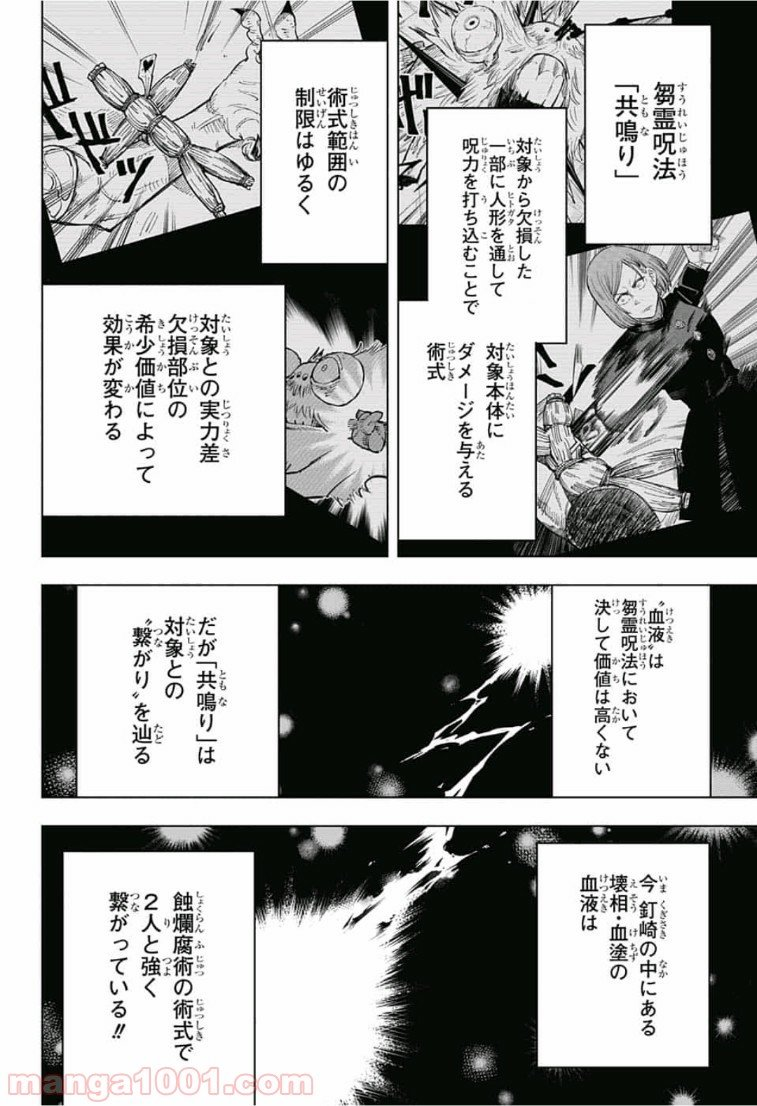 芻霊呪法
「共鳴り」
対象から欠損した
一部に人形を通して
呪力を打ち込むことで
対象本体に
ダメージを与える
術式
術式範囲の
制限はゆるく
対象との実力差
欠損部位の
希少価値によって
効果が変わる
〝血液〟は
芻霊呪法において
決して価値は高くない
だが「共鳴り」は
対象との
〝繋がり〟を辿る
今 釘崎の中にある
壊相・血塗の
血液は
蝕爛腐術の術式で
2人と強く
繋がっている!!
manga1001.com